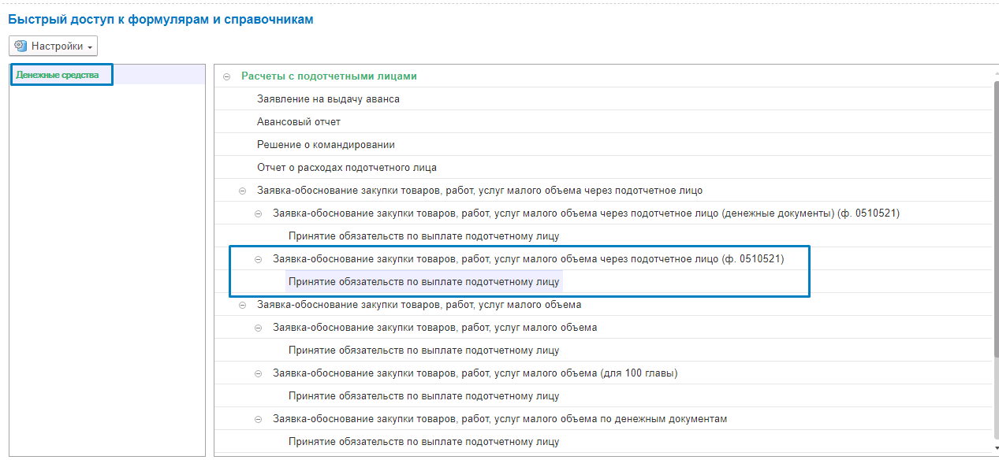 Быстрый доступ к формулярам и справочникам
Настройки
Денежные средства
Расчеты с подотчетными лицами
Заявление на выдачу аванса
Авансовый отчет
Решение о командировании
Отчет о расходах подотчетного лица
Заявка-обоснование закупки товаров, работ, услуг малого объема через подотчетное лицо
Заявка-обоснование закупки товаров, работ, услуг малого объема через подотчетное лицо (денежные документы) (ф. 0510521)
Принятие обязательств по выплате подотчетному лицу
Заявка-обоснование закупки товаров, работ, услуг малого объема через подотчетное лицо (ф. 0510521)
Принятие обязательств по выплате подотчетному лицу
Заявка-обоснование закупки товаров, работ, услуг малого объема
Заявка-обоснование закупки товаров, работ, услуг малого объема
Принятие обязательств по выплате подотчетному лицу
Заявка-обоснование закупки товаров, работ, услуг малого объема (для 100 главы)
Принятие обязательств по выплате подотчетному лицу
Заявка-обоснование закупки товаров, работ, услуг малого объема по денежным документам
Принятие обязательств по выплате подотчетному лицу